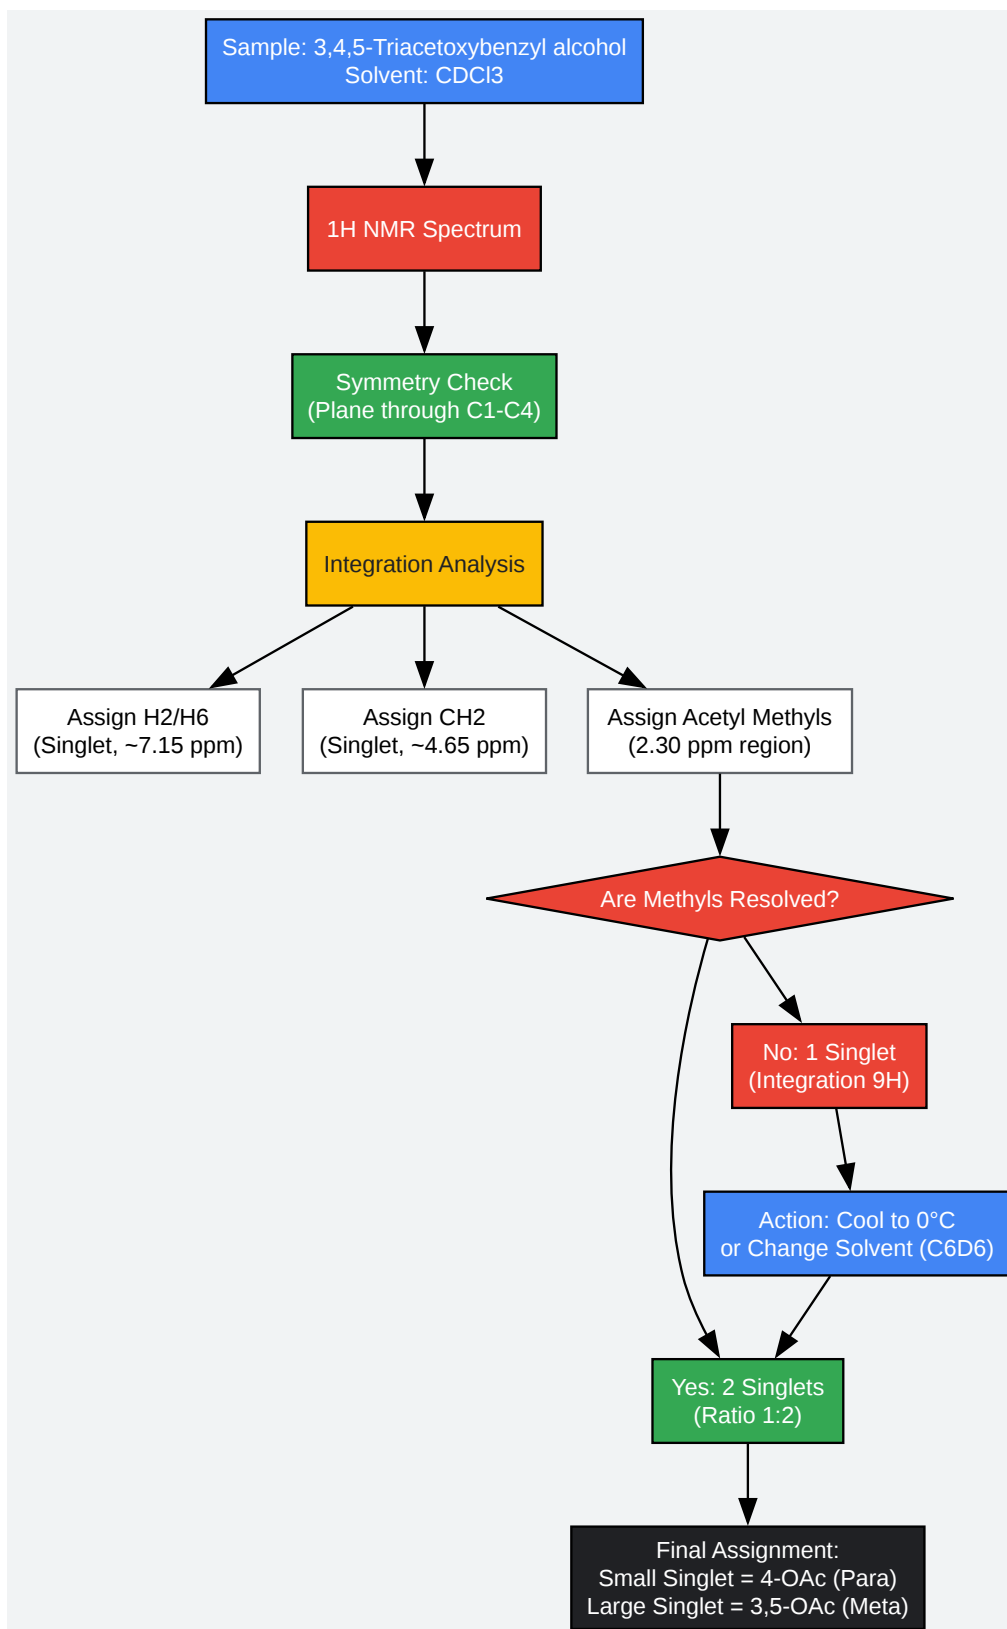 Sample: 3,4,5-Triacetoxybenzyl alcohol
Solvent: CDCl3
1H NMR Spectrum
Symmetry Check
(Plane through C1-C4)
Integration Analysis
Assign H2/H6
(Singlet, ~7.15 ppm)
Assign CH2
(Singlet, ~4.65 ppm)
Assign Acetyl Methyls
(2.30 ppm region)
Are Methyls Resolved?
No: 1 Singlet
(Integration 9H)
Action: Cool to 0°C
or Change Solvent (C6D6)
Yes: 2 Singlets
(Ratio 1:2)
Final Assignment:
Small Singlet = 4-OAc (Para)
Large Singlet = 3,5-OAc (Meta)